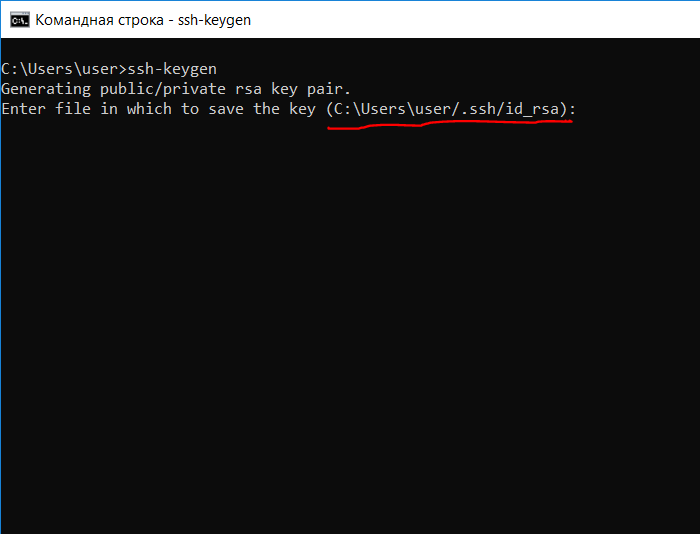 Командная строка - ssh-keygen
C:\Users\user>ssh-keygen
Generating public/private rsa key pair.
Enter file in which to save the key (C:\Users\user/.ssh/id_rsa):